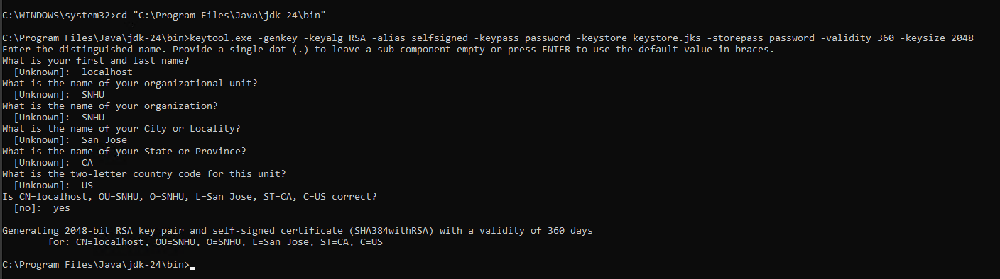 C:\WINDOWS\system32>cd "C:\Program Files\Java\jdk-24\bin"
C:\Program Files\Java\jdk-24\bin>keytool.exe -genkey -keyalg RSA -alias selfsigned -keypass password -keystore keystore.jks -storepass password -validity 360 -keysize 2048
Enter the distinguished name. Provide a single dot (.) to leave a sub-component empty or press ENTER to use the default value in braces.
What is your first and last name?
  [Unknown]:  localhost
What is the name of your organizational unit?
  [Unknown]:  SNHU
What is the name of your organization?
  [Unknown]:  SNHU
What is the name of your City or Locality?
  [Unknown]:  San Jose
What is the name of your State or Province?
  [Unknown]:  CA
What is the two-letter country code for this unit?
  [Unknown]:  US
Is CN=localhost, OU=SNHU, O=SNHU, L=San Jose, ST=CA, C=US correct?
  [no]:  yes
Generating 2048-bit RSA key pair and self-signed certificate (SHA384withRSA) with a validity of 360 days
        for: CN=localhost, OU=SNHU, O=SNHU, L=San Jose, ST=CA, C=US
C:\Program Files\Java\jdk-24\bin>